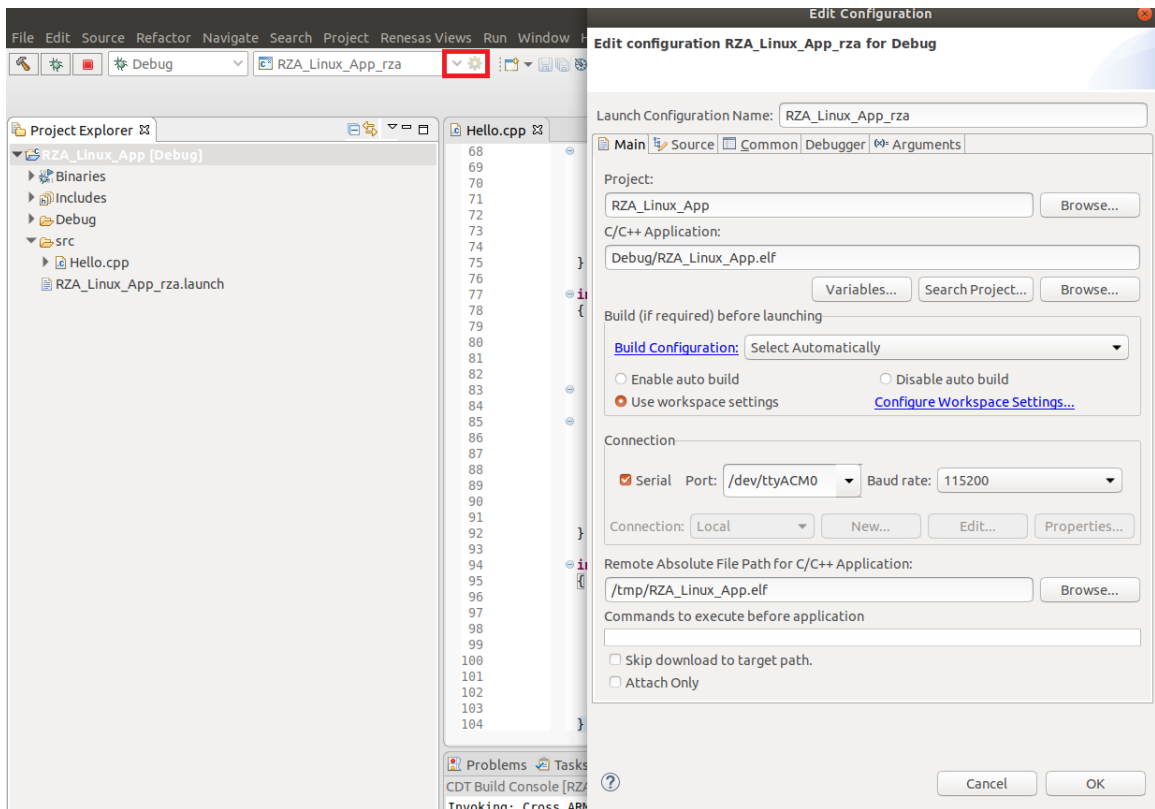 Edit Configuration
File Edit Source Refactor Navigate Search Project Renesas Views Run Window
Edit configuration RZA_Linux_App_rza for Debug
Debug
RZA_Linux_App_rza
Launch Configuration Name: RZA_Linux_App_rza
Project Explorer
Hello.cpp
Main Source Common Debugger Arguments
RZA_Linux_App [Debug]
Binaries
Includes
Debug
src
Hello.cpp
RZA_Linux_App_rza.launch
68
69
70
71
72
73
74
75 }
76
77 in
78 {
79
80
81
82
83
84
85
86
87
88
89
90
91
92 }
93
94 in
95 {
96
97
98
99
100
101
102
103
104 }
Project:
RZA_Linux_App Browse...
C/C++ Application:
Debug/RZA_Linux_App.elf
Variables... Search Project... Browse...
Build (if required) before launching
Build Configuration: Select Automatically
Enable auto build Disable auto build
Use workspace settings Configure Workspace Settings...
Connection
Serial Port: /dev/ttyACM0 Baud rate: 115200
Connection: Local New... Edit... Properties...
Remote Absolute File Path for C/C++ Application:
/tmp/RZA_Linux_App.elf Browse...
Commands to execute before application
Skip download to target path.
Attach Only
Problems Tasks
CDT Build Console [RZA
Invoking: Cross ARM
Cancel OK